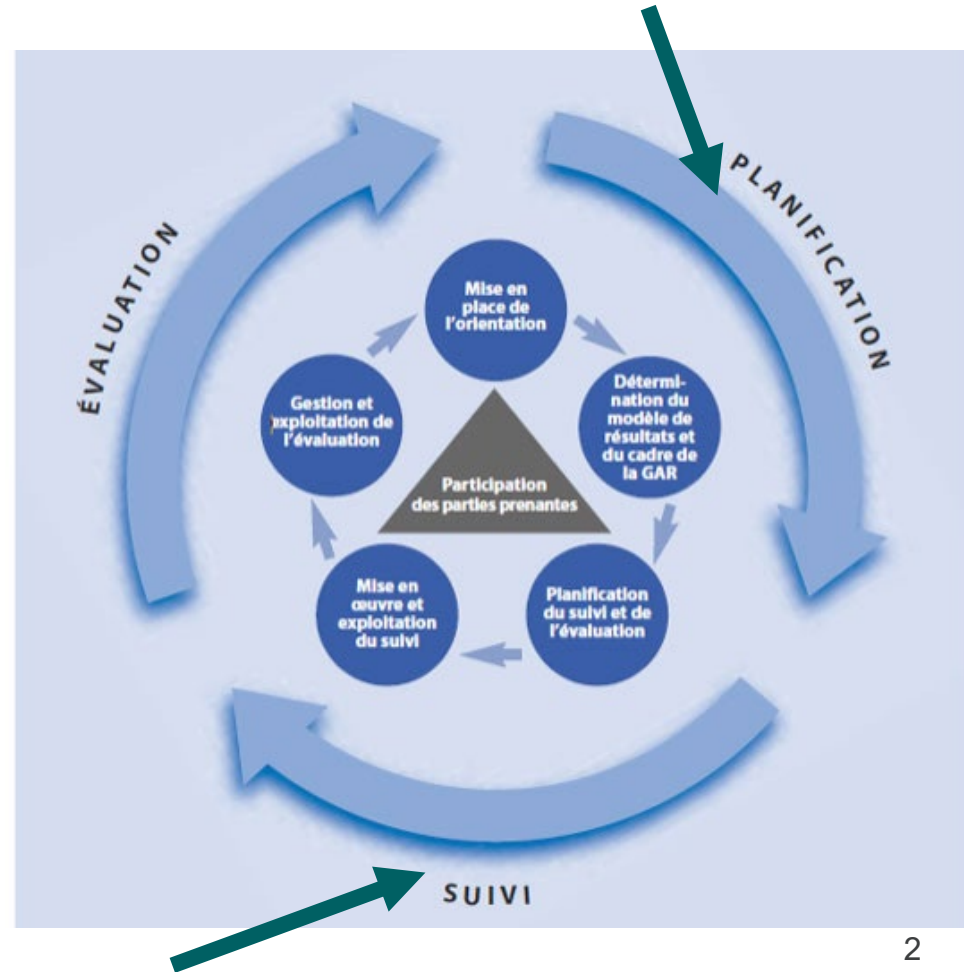 PLANIFICATION
ÉVALUATION
Mise en
place de
l'orientation
Détermi-
nation du
modèle de
résultats et
du cadre de
la GAR
Gestion et
exploitation de
l'évaluation
Participation
des parties prenantes
Mise en
œuvre et
exploitation
du suivi
Planification
du suivi et de
l'évaluation
SUIVI
2